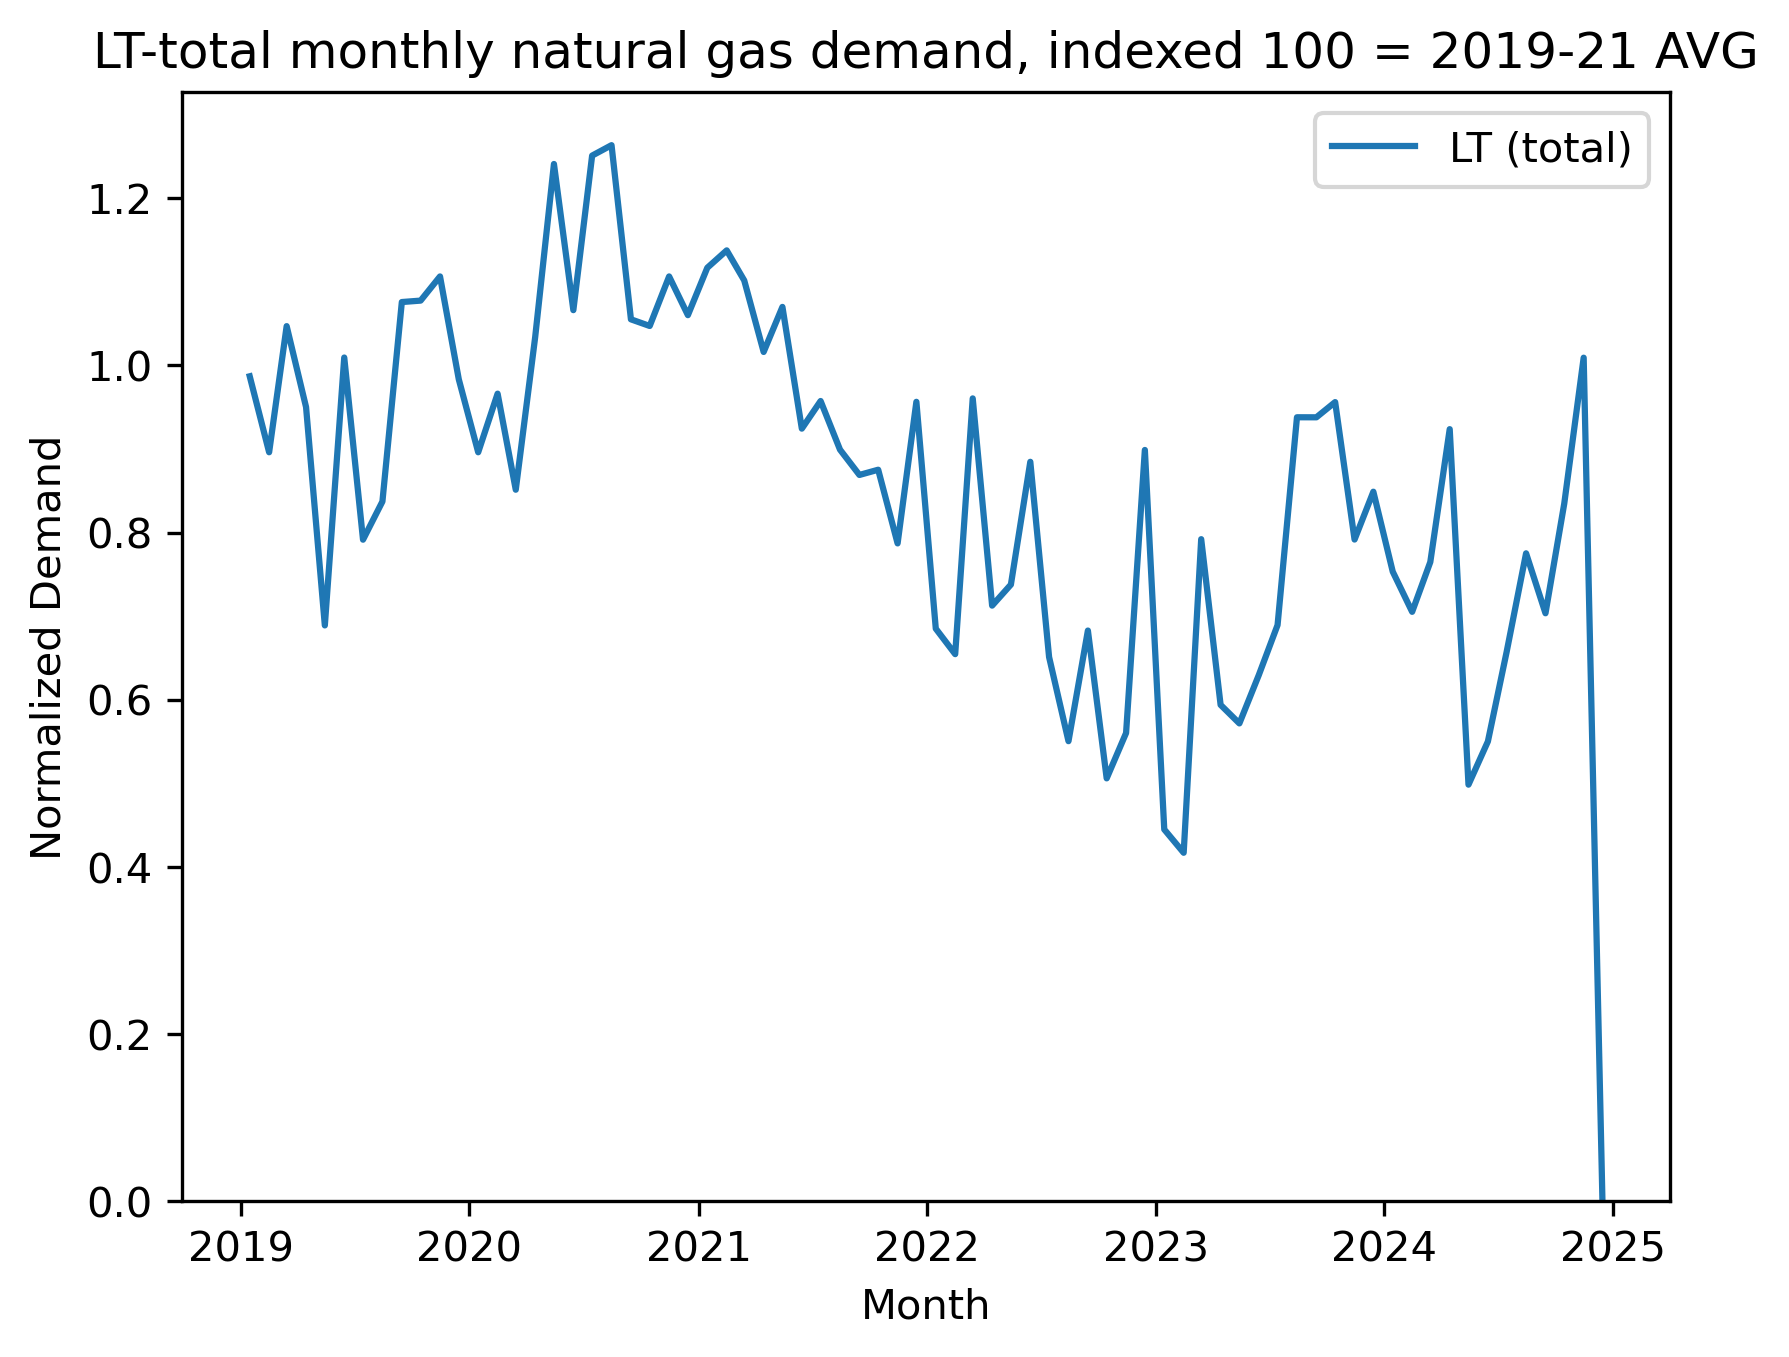 LT-total monthly natural gas demand, indexed 100 = 2019-21 AVG
LT (total)
Normalized Demand
1.2
1.0
0.8
0.6
0.4
0.2
0.0
2019 2020 2021 2022 2023 2024 2025
Month